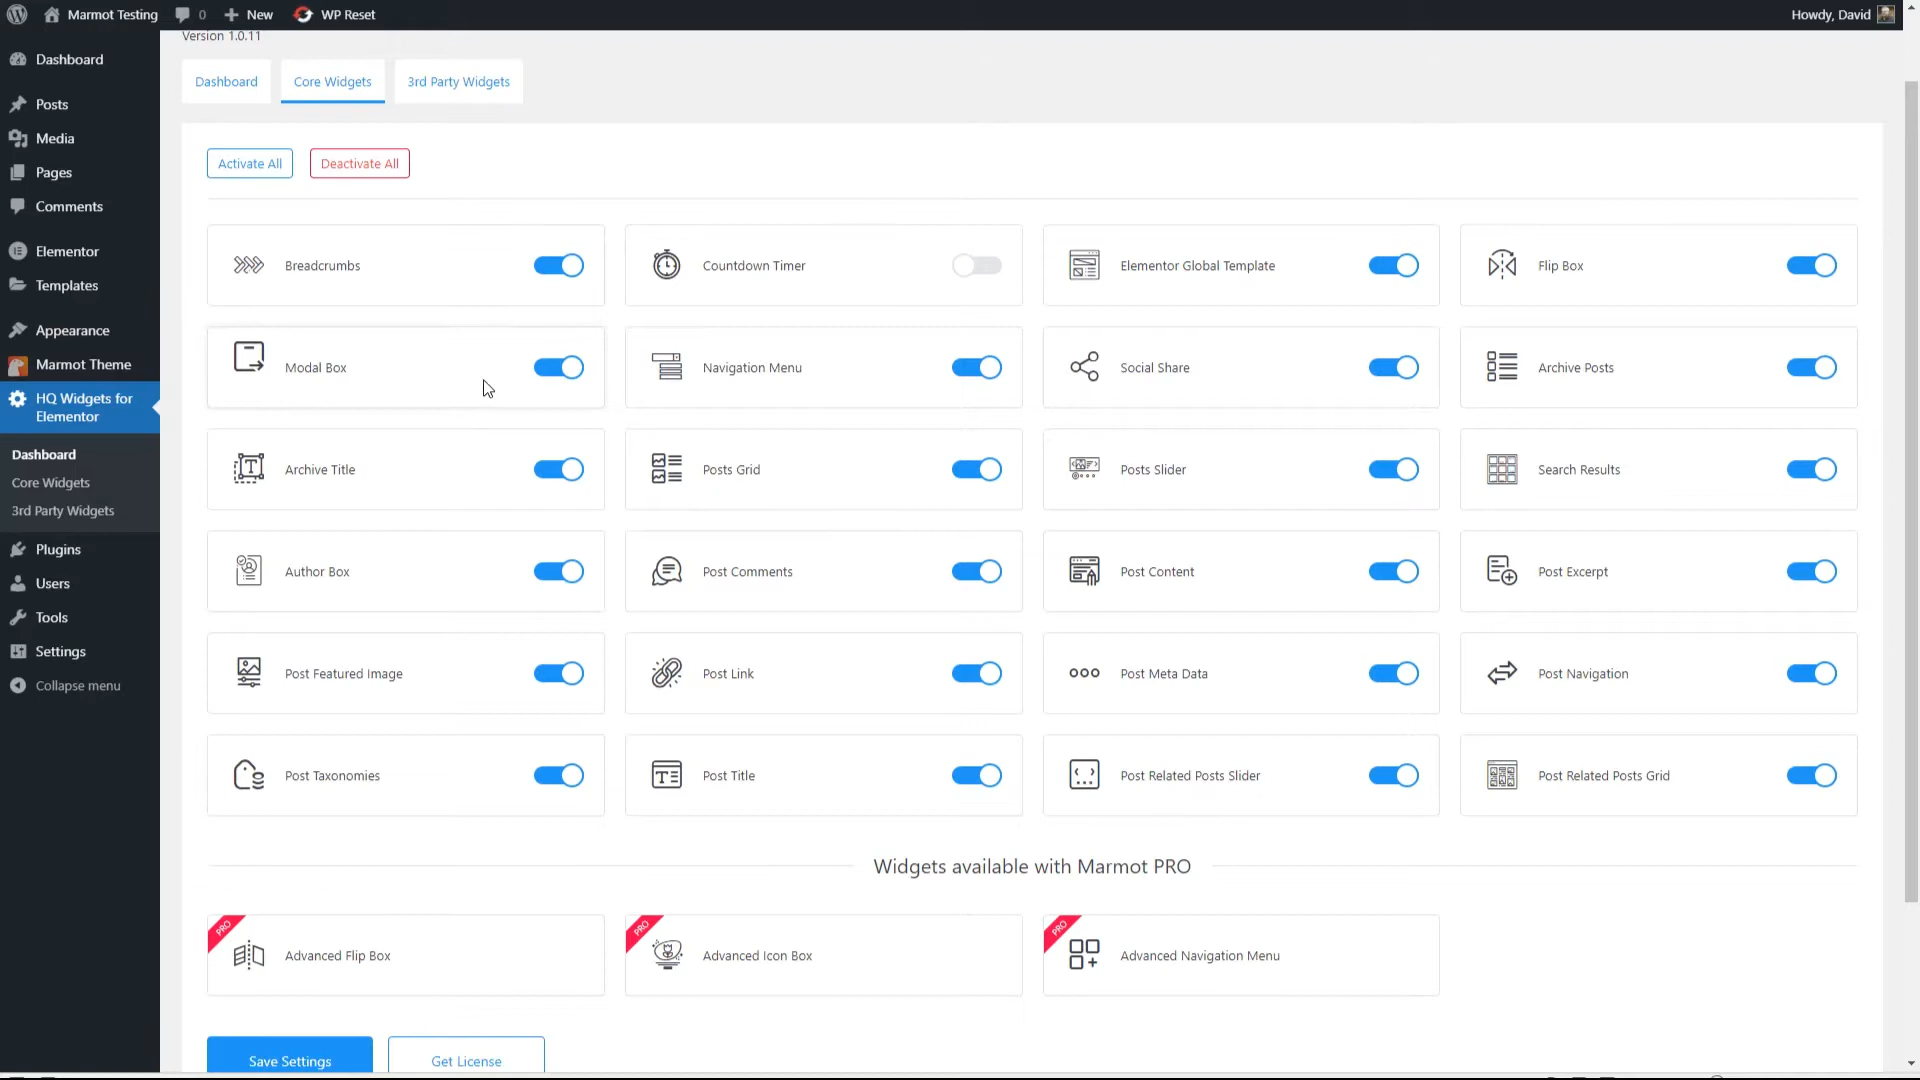 Marmot Testing
0
New
WP Reset
Howdy, David
Version 1.0.11
Dashboard
Posts
Media
Pages
Comments
Elementor
Templates
Appearance
Marmot Theme
HQ Widgets for
Elementor
Dashboard
Core Widgets
3rd Party Widgets
Plugins
Users
Tools
Settings
Collapse menu
Dashboard
Core Widgets
3rd Party Widgets
Activate All
Deactivate All
Breadcrumbs
Countdown Timer
Elementor Global Template
Flip Box
Modal Box
Navigation Menu
Social Share
Archive Posts
Archive Title
Posts Grid
Posts Slider
Search Results
Author Box
Post Comments
Post Content
Post Excerpt
Post Featured Image
Post Link
Post Meta Data
Post Navigation
Post Taxonomies
Post Title
Post Related Posts Slider
Post Related Posts Grid
Widgets available with Marmot PRO
PRO
Advanced Flip Box
PRO
Advanced Icon Box
PRO
Advanced Navigation Menu
Save Settings
Get License